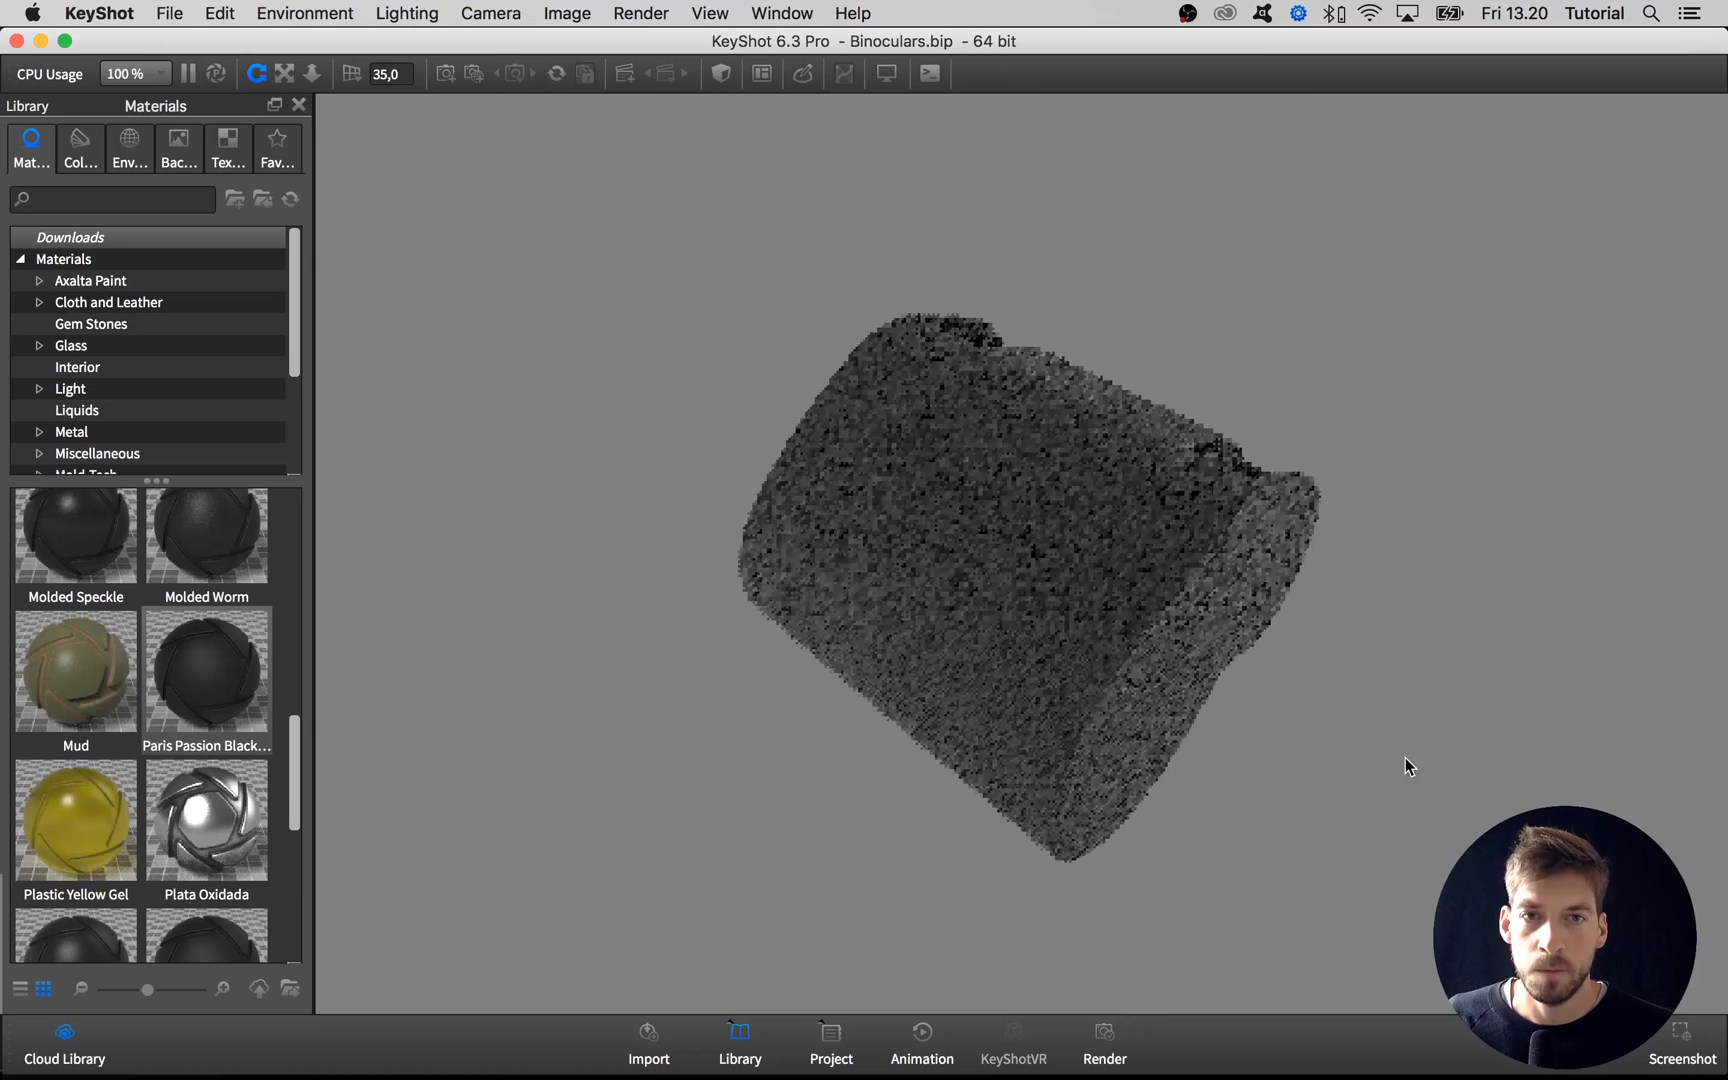 KeyShot File Edit Environment Lighting Camera Image Render View Window Help Fri 13.20 Tutorial
KeyShot 6.3 Pro - Binoculars.bip - 64 bit
CPU Usage 100 % 35,0
Library Materials
Mat... Col... Env... Bac... Tex... Fav...
Downloads
Materials
Axalta Paint
Cloth and Leather
Gem Stones
Glass
Interior
Light
Liquids
Metal
Miscellaneous
Mold-Tech
Molded Speckle Molded Worm
Mud Paris Passion Black...
Plastic Yellow Gel Plata Oxidada
Cloud Library Import Library Project Animation KeyShotVR Render Screenshot